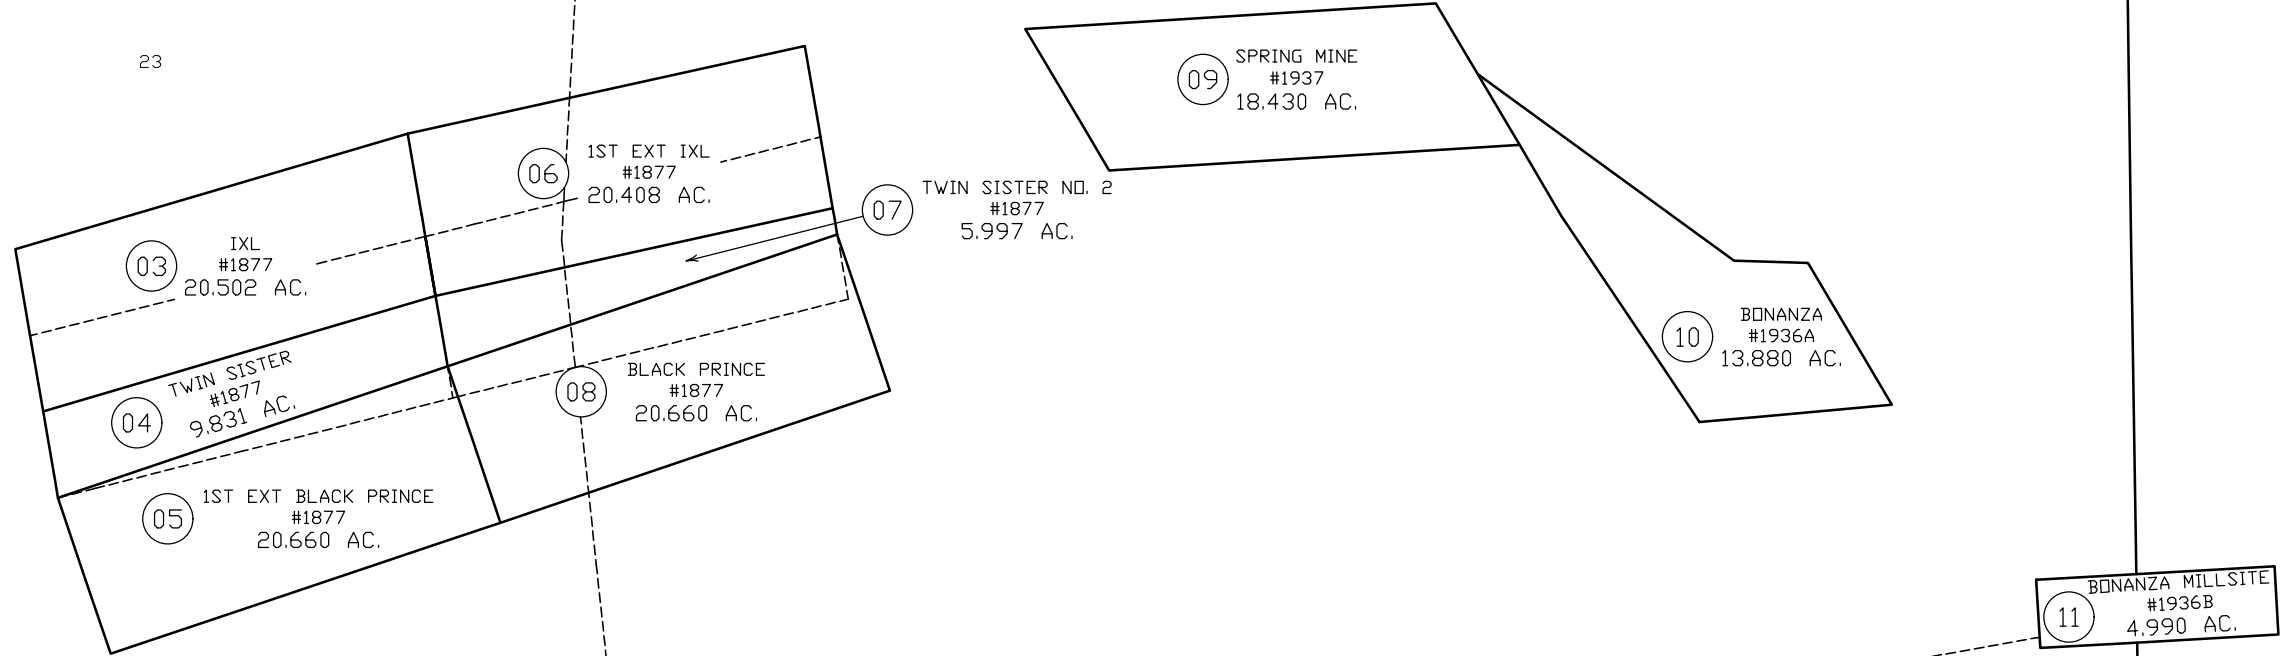 23
03
IXL
#1877
20.502 AC.
04
TWIN SISTER
#1877
9.831 AC.
05
1ST EXT BLACK PRINCE
#1877
20.660 AC.
06
1ST EXT IXL
#1877
20.408 AC.
07
TWIN SISTER NO. 2
#1877
5.997 AC.
08
BLACK PRINCE
#1877
20.660 AC.
09
SPRING MINE
#1937
18.430 AC.
10
BONANZA
#1936A
13.880 AC.
11
BONANZA MILLSITE
#1936B
4.990 AC.